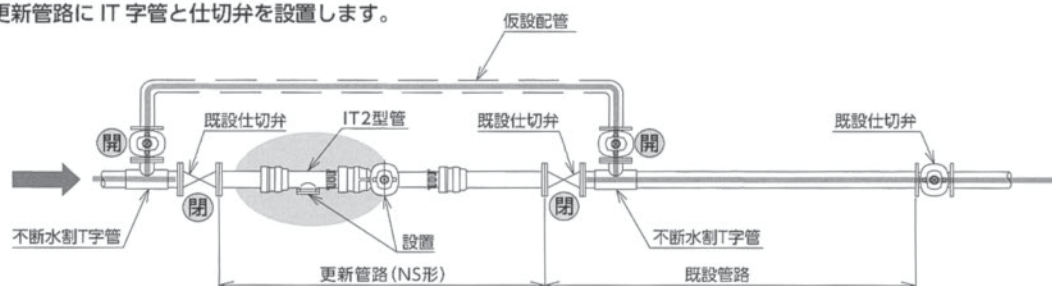 更新管路に IT 字管と仕切弁を設置します。
仮設配管
開
既設仕切弁
IT2型管
既設仕切弁
開
既設仕切弁
閉
閉
不断水割T字管
設置
不断水割T字管
更新管路(NS形)
既設管路